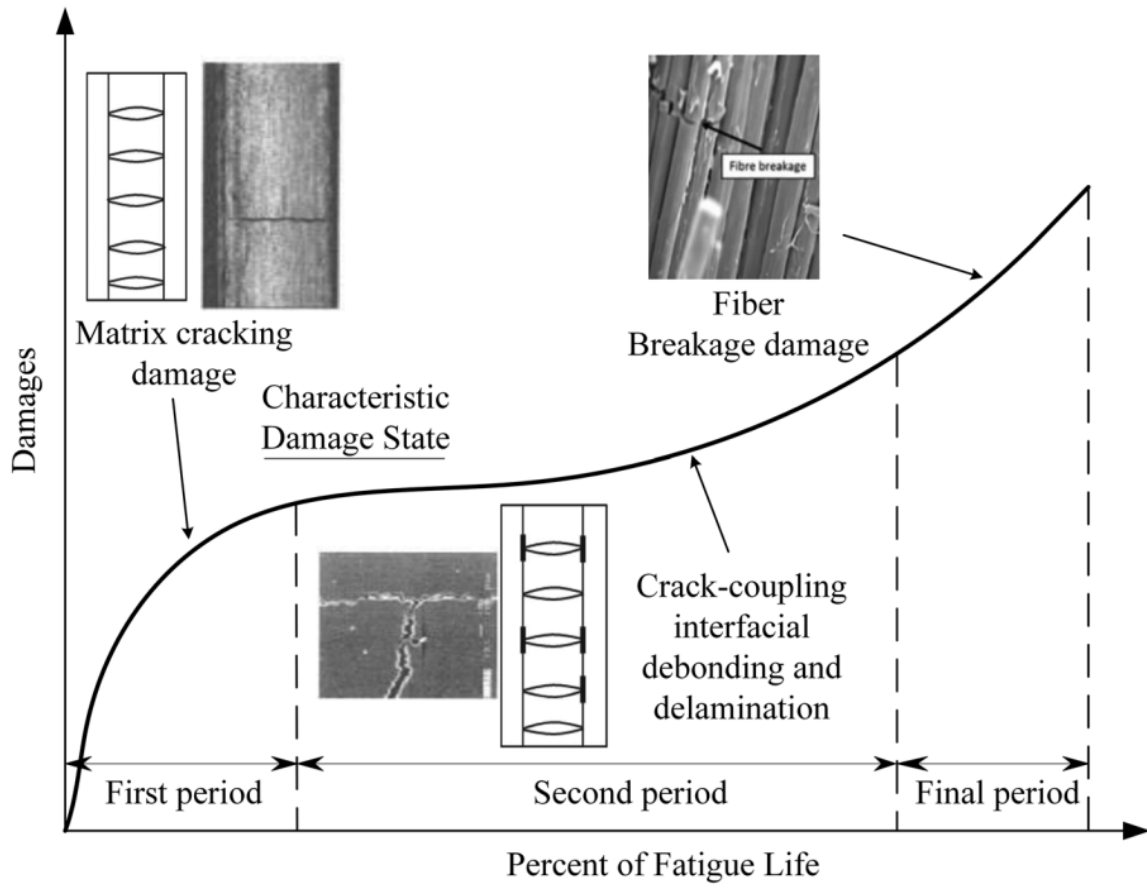 Fibre breakage
Matrix cracking
damage
Fiber
Breakage damage
Characteristic
Damage State
Damages
Crack-coupling
interfacial
debonding and
delamination
First period
Second period
Final period
Percent of Fatigue Life